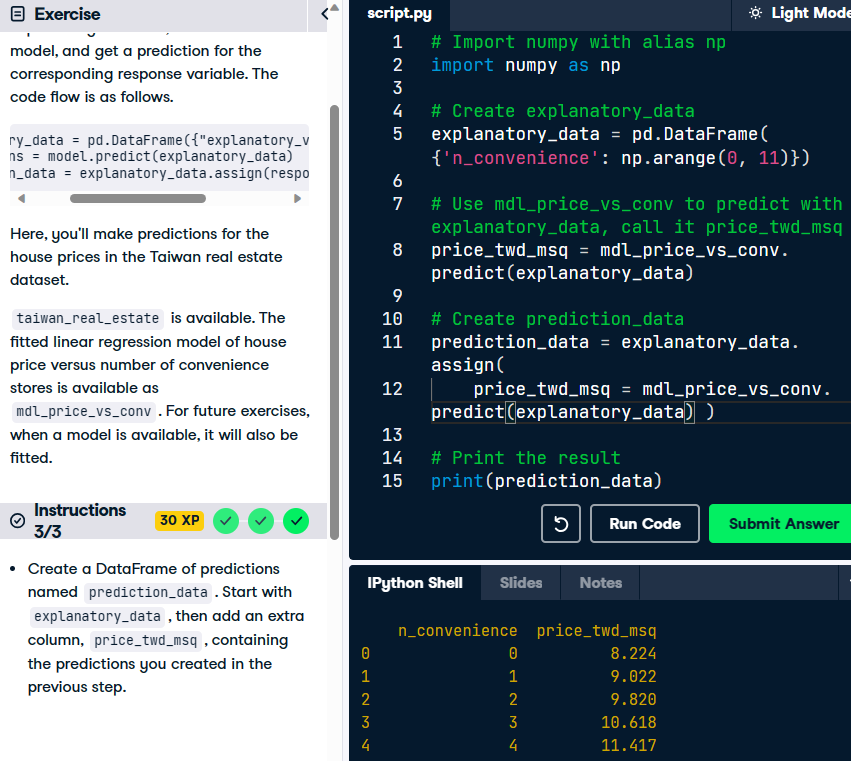 Exercise
model, and get a prediction for the
corresponding response variable. The
code flow is as follows.
ry_data = pd.DataFrame({"explanatory_v
ns = model.predict(explanatory_data)
n_data = explanatory_data.assign(respo
Here, you'll make predictions for the
house prices in the Taiwan real estate
dataset.
taiwan_real_estate is available. The
fitted linear regression model of house
price versus number of convenience
stores is available as
mdl_price_vs_conv . For future exercises,
when a model is available, it will also be
fitted.
Instructions
3/3
30 XP
Create a DataFrame of predictions
named prediction_data . Start with
explanatory_data , then add an extra
column, price_twd_msq , containing
the predictions you created in the
previous step.
script.py
Light Mode
1 # Import numpy with alias np
2 import numpy as np
3
4 # Create explanatory_data
5 explanatory_data = pd.DataFrame(
{'n_convenience': np.arange(0, 11)})
6
7 # Use mdl_price_vs_conv to predict with
explanatory_data, call it price_twd_msq
8 price_twd_msq = mdl_price_vs_conv.
predict(explanatory_data)
9
10 # Create prediction_data
11 prediction_data = explanatory_data.
assign(
12 price_twd_msq = mdl_price_vs_conv.
predict(explanatory_data) )
13
14 # Print the result
15 print(prediction_data)
Run Code
Submit Answer
IPython Shell
Slides
Notes
n_convenience price_twd_msq
0 0 8.224
1 1 9.022
2 2 9.820
3 3 10.618
4 4 11.417